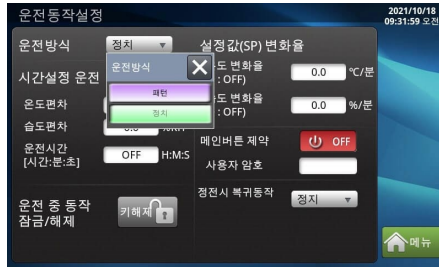 운전동작설정
2021/10/18
09:31:59 오전
운전방식
정치
설정값(SP) 변화율
운전방식
X
패턴
정치
시간설정 운전
도 변화율
: OFF)
0.0 ℃/분
온도편차
도 변화율
: OFF)
0.0 %/분
습도편차
운전시간
[시간:분:초]
OFF H:M:S
메인버튼 제약
OFF
사용자 암호
운전 중 동작
잠금/해제
키해제
정전시 복귀동작
정지
메뉴